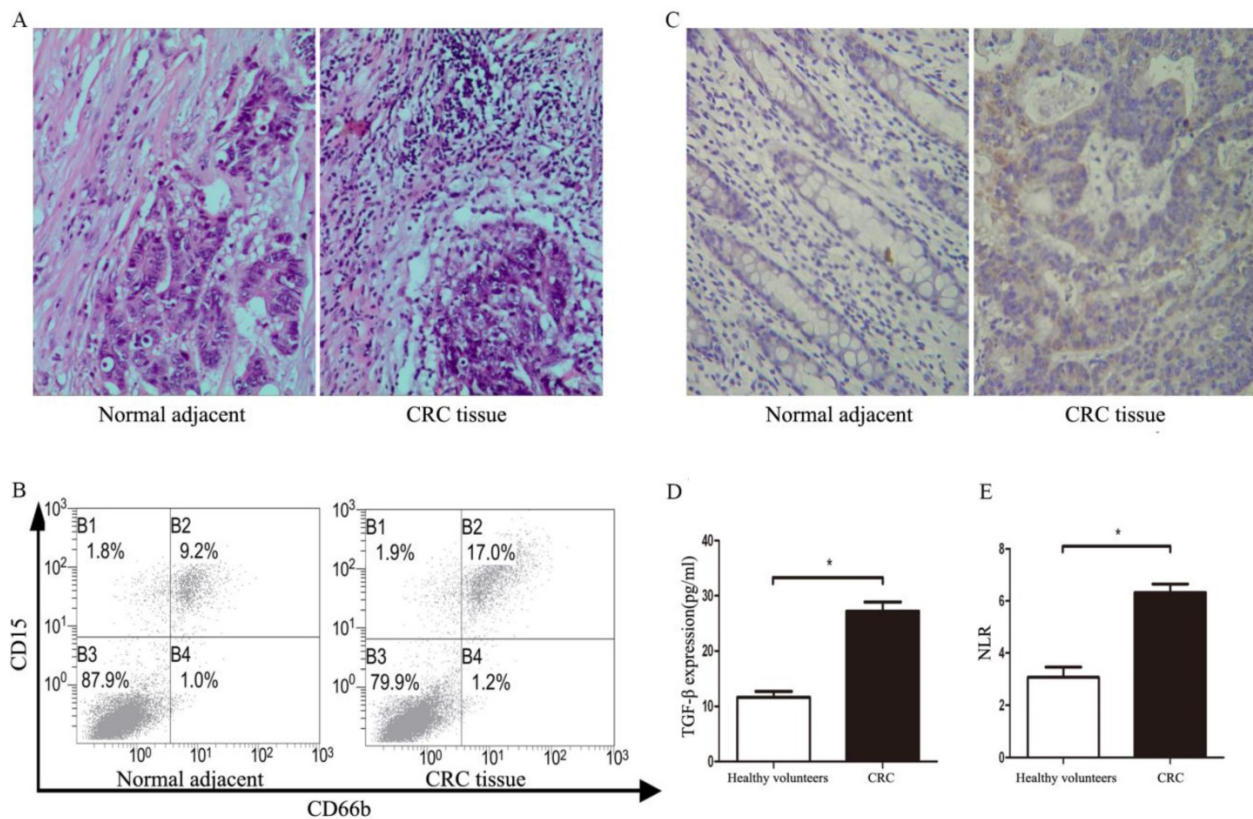 A
C
Normal adjacent
CRC tissue
Normal adjacent
CRC tissue
B
CD15
10³
10²
10¹
10⁰
B1
1.8%
B2
9.2%
B3
87.9%
B4
1.0%
10⁰
10¹
10²
10³
Normal adjacent
10³
10²
10¹
10⁰
B1
1.9%
B2
17.0%
B3
79.9%
B4
1.2%
10⁰
10¹
10²
10³
CRC tissue
CD66b
D
TGF-β expression(pg/ml)
40
30
20
10
0
*
Healthy volunteers
CRC
E
NLR
8
6
4
2
0
*
Healthy volunteers
CRC